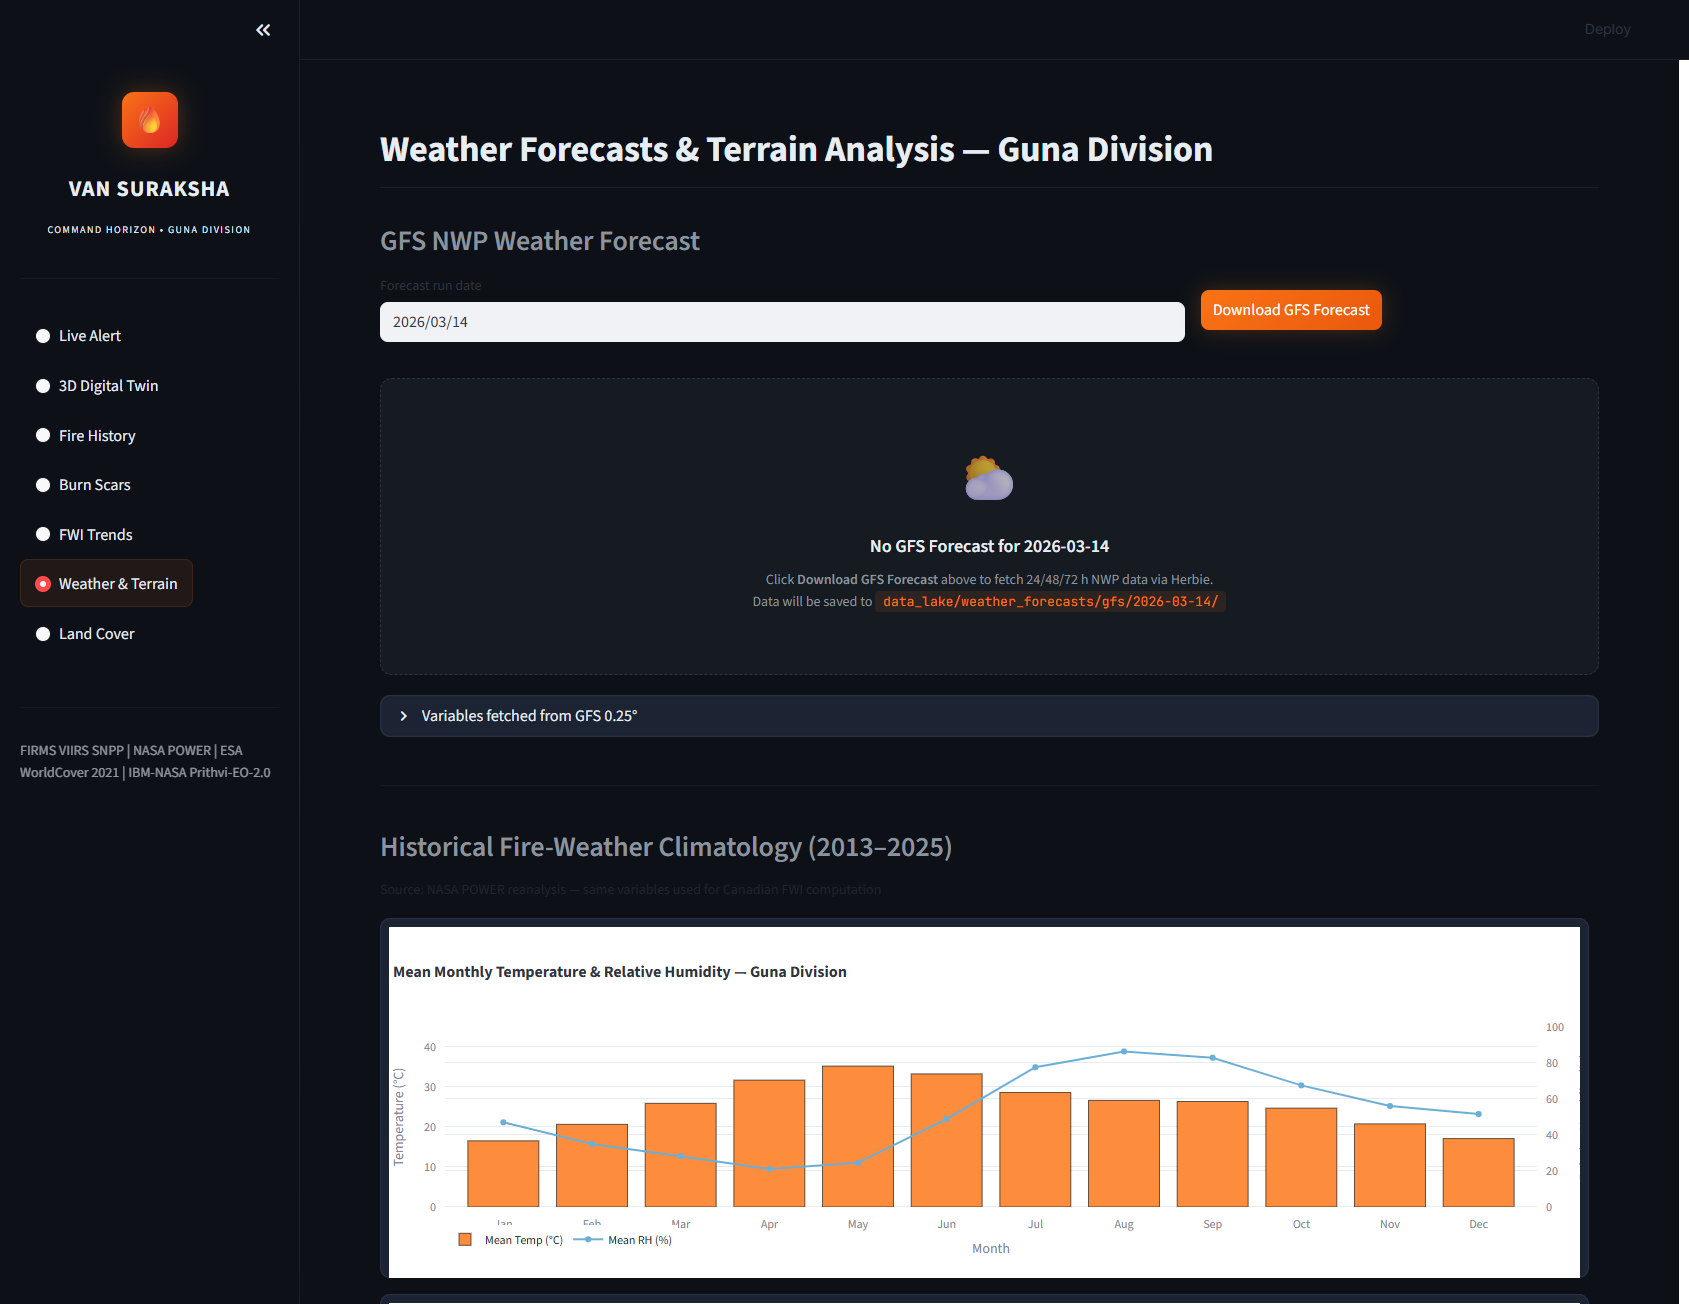 Deploy
VAN SURAKSHA
COMMAND HORIZON • GUNA DIVISION
Live Alert
3D Digital Twin
Fire History
Burn Scars
FWI Trends
Weather & Terrain
Land Cover
FIRMS VIIRS SNPP | NASA POWER | ESA
WorldCover 2021 | IBM-NASA Prithvi-EO-2.0
Weather Forecasts & Terrain Analysis — Guna Division
GFS NWP Weather Forecast
Forecast run date
2026/03/14
Download GFS Forecast
No GFS Forecast for 2026-03-14
Click Download GFS Forecast above to fetch 24/48/72 h NWP data via Herbie.
Data will be saved to data_lake/weather_forecasts/gfs/2026-03-14/
Variables fetched from GFS 0.25°
Historical Fire-Weather Climatology (2013–2025)
Source: NASA POWER reanalysis — same variables used for Canadian FWI computation
Mean Monthly Temperature & Relative Humidity — Guna Division
Temperature (°C)
40
30
20
10
0
100
80
60
40
20
0
Jan Feb Mar Apr May Jun Jul Aug Sep Oct Nov Dec
Mean Temp (°C) Mean RH (%)
Month